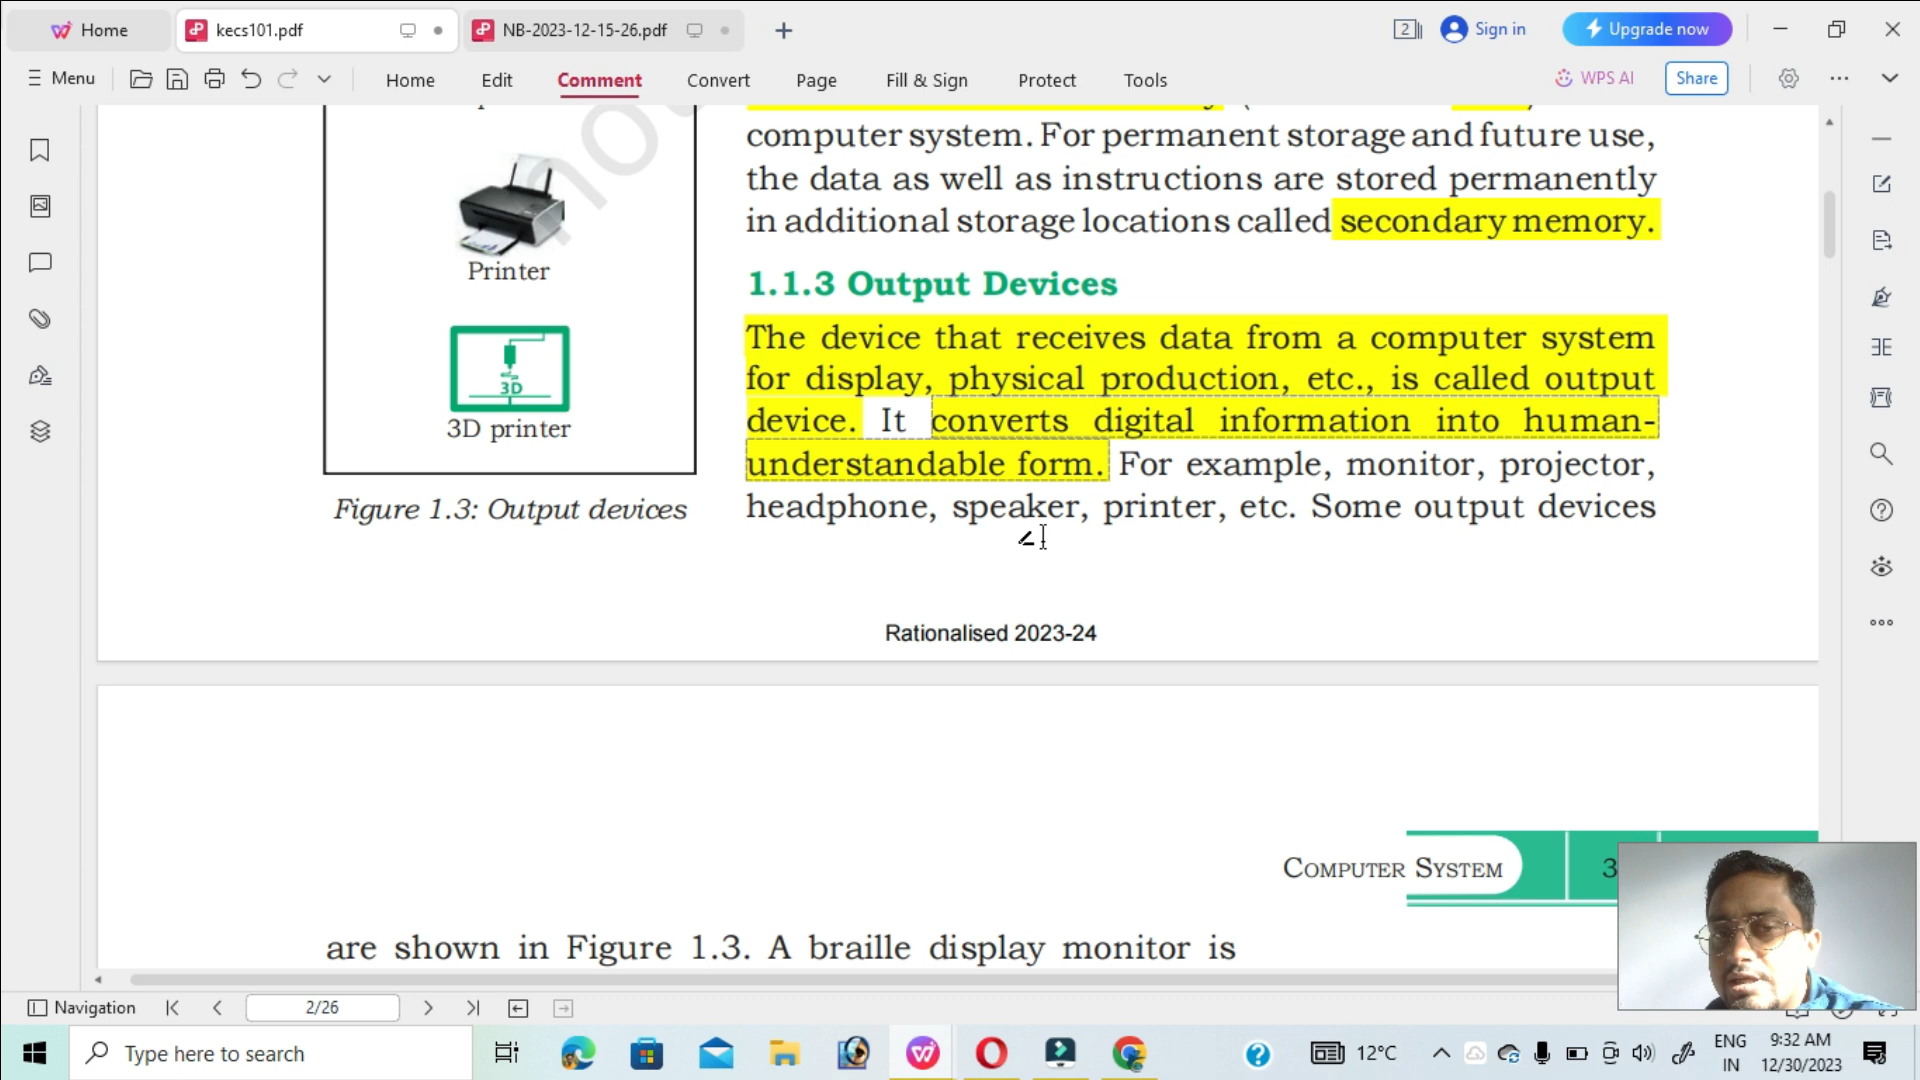 Home
kecs101.pdf
NB-2023-12-15-26.pdf
2
Sign in
Upgrade now
Menu
Home
Edit
Comment
Convert
Page
Fill & Sign
Protect
Tools
WPS AI
Share
computer system. For permanent storage and future use,
the data as well as instructions are stored permanently
in additional storage locations called secondary memory.
Printer
1.1.3 Output Devices
The device that receives data from a computer system
for display, physical production, etc., is called output
device. It converts digital information into human-
understandable form. For example, monitor, projector,
headphone, speaker, printer, etc. Some output devices
3D
3D printer
Figure 1.3: Output devices
Rationalised 2023-24
COMPUTER SYSTEM
3
are shown in Figure 1.3. A braille display monitor is
Navigation
2/26
Type here to search
12°C
ENG
IN
9:32 AM
12/30/2023